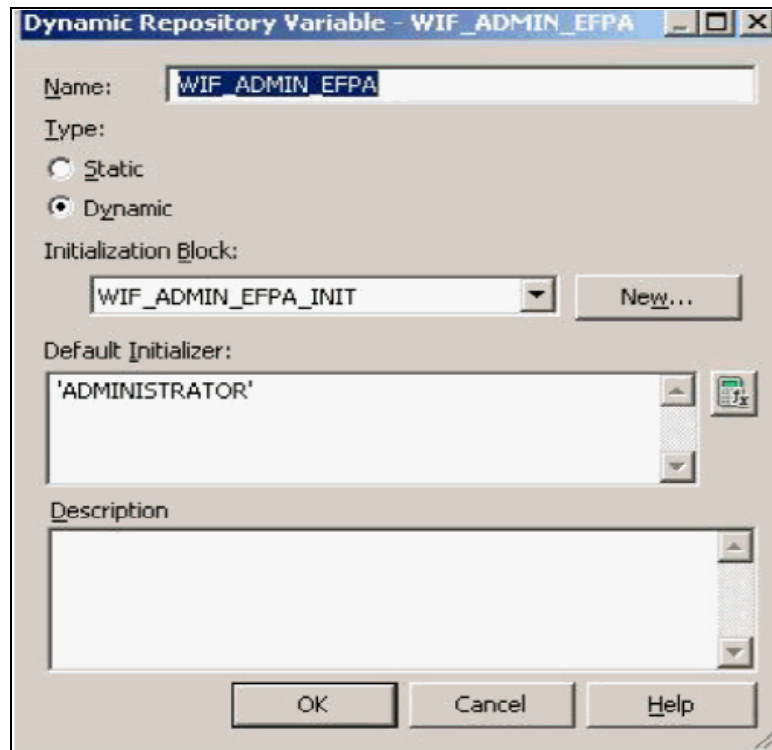 Dynamic Repository Variable - WIF_ADMIN_EFPA
Name: WIF_ADMIN_EFPA
Type:
Static
Dynamic
Initialization Block:
WIF_ADMIN_EFPA_INIT New...
Default Initializer:
'ADMINISTRATOR'
Description
OK Cancel Help